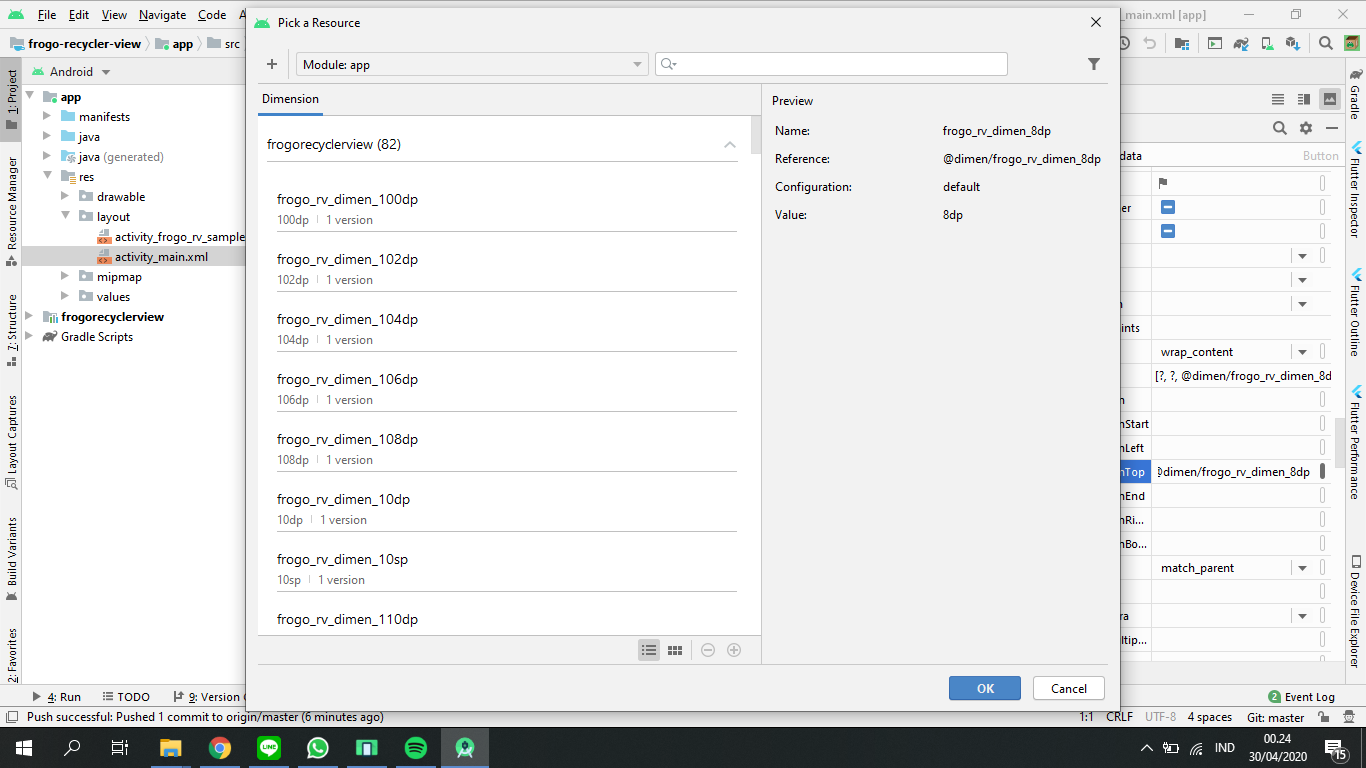 File Edit View Navigate Code A
Pick a Resource
_main.xml [app]
frogo-recycler-view app src
Module: app
Android
Dimension
Preview
app
manifests
java
java (generated)
res
drawable
layout
activity_frogo_rv_sample
activity_main.xml
mipmap
values
frogorecyclerview
Gradle Scripts
1: Project
Resource Manager
7: Structure
Layout Captures
Build Variants
2: Favorites
frogorecyclerview (82)
frogo_rv_dimen_100dp
100dp 1 version
frogo_rv_dimen_102dp
102dp 1 version
frogo_rv_dimen_104dp
104dp 1 version
frogo_rv_dimen_106dp
106dp 1 version
frogo_rv_dimen_108dp
108dp 1 version
frogo_rv_dimen_10dp
10dp 1 version
frogo_rv_dimen_10sp
10sp 1 version
frogo_rv_dimen_110dp
Name: frogo_rv_dimen_8dp
Reference: @dimen/frogo_rv_dimen_8dp
Configuration: default
Value: 8dp
OK Cancel
data Button
er
n
ints
wrap_content
[?, ?, @dimen/frogo_rv_dimen_8d
n
nStart
nLeft
nTop @dimen/frogo_rv_dimen_8dp
nEnd
nRi...
nBo...
match_parent
ra
ltip...
Gradle
Flutter Inspector
Flutter Outline
Flutter Performance
Device File Explorer
4: Run TODO 9: Version C
2 Event Log
Push successful: Pushed 1 commit to origin/master (6 minutes ago)
1:1 CRLF UTF-8 4 spaces Git: master
LINE
IND
00.24
30/04/2020
15